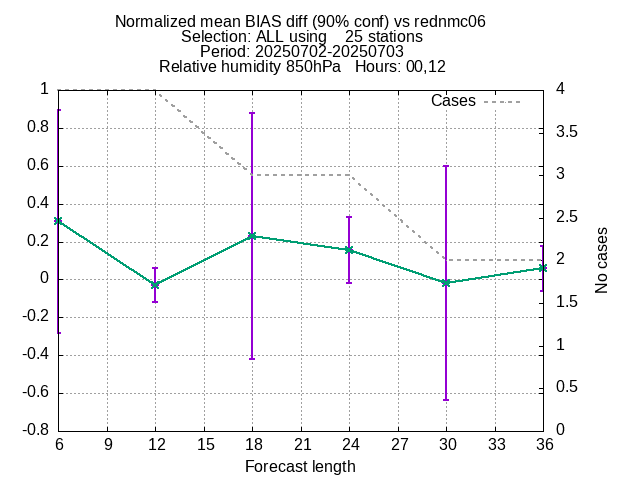 Normalized mean BIAS diff (90% conf) vs rednmc06
Selection: ALL using    25 stations
Period: 20250702-20250703
Relative humidity 850hPa   Hours: 00,12
Cases
1
0.8
0.6
0.4
0.2
0
-0.2
-0.4
-0.6
-0.8
4
3.5
3
2.5
2
1.5
1
0.5
0
No cases
6 9 12 15 18 21 24 27 30 33 36
Forecast length